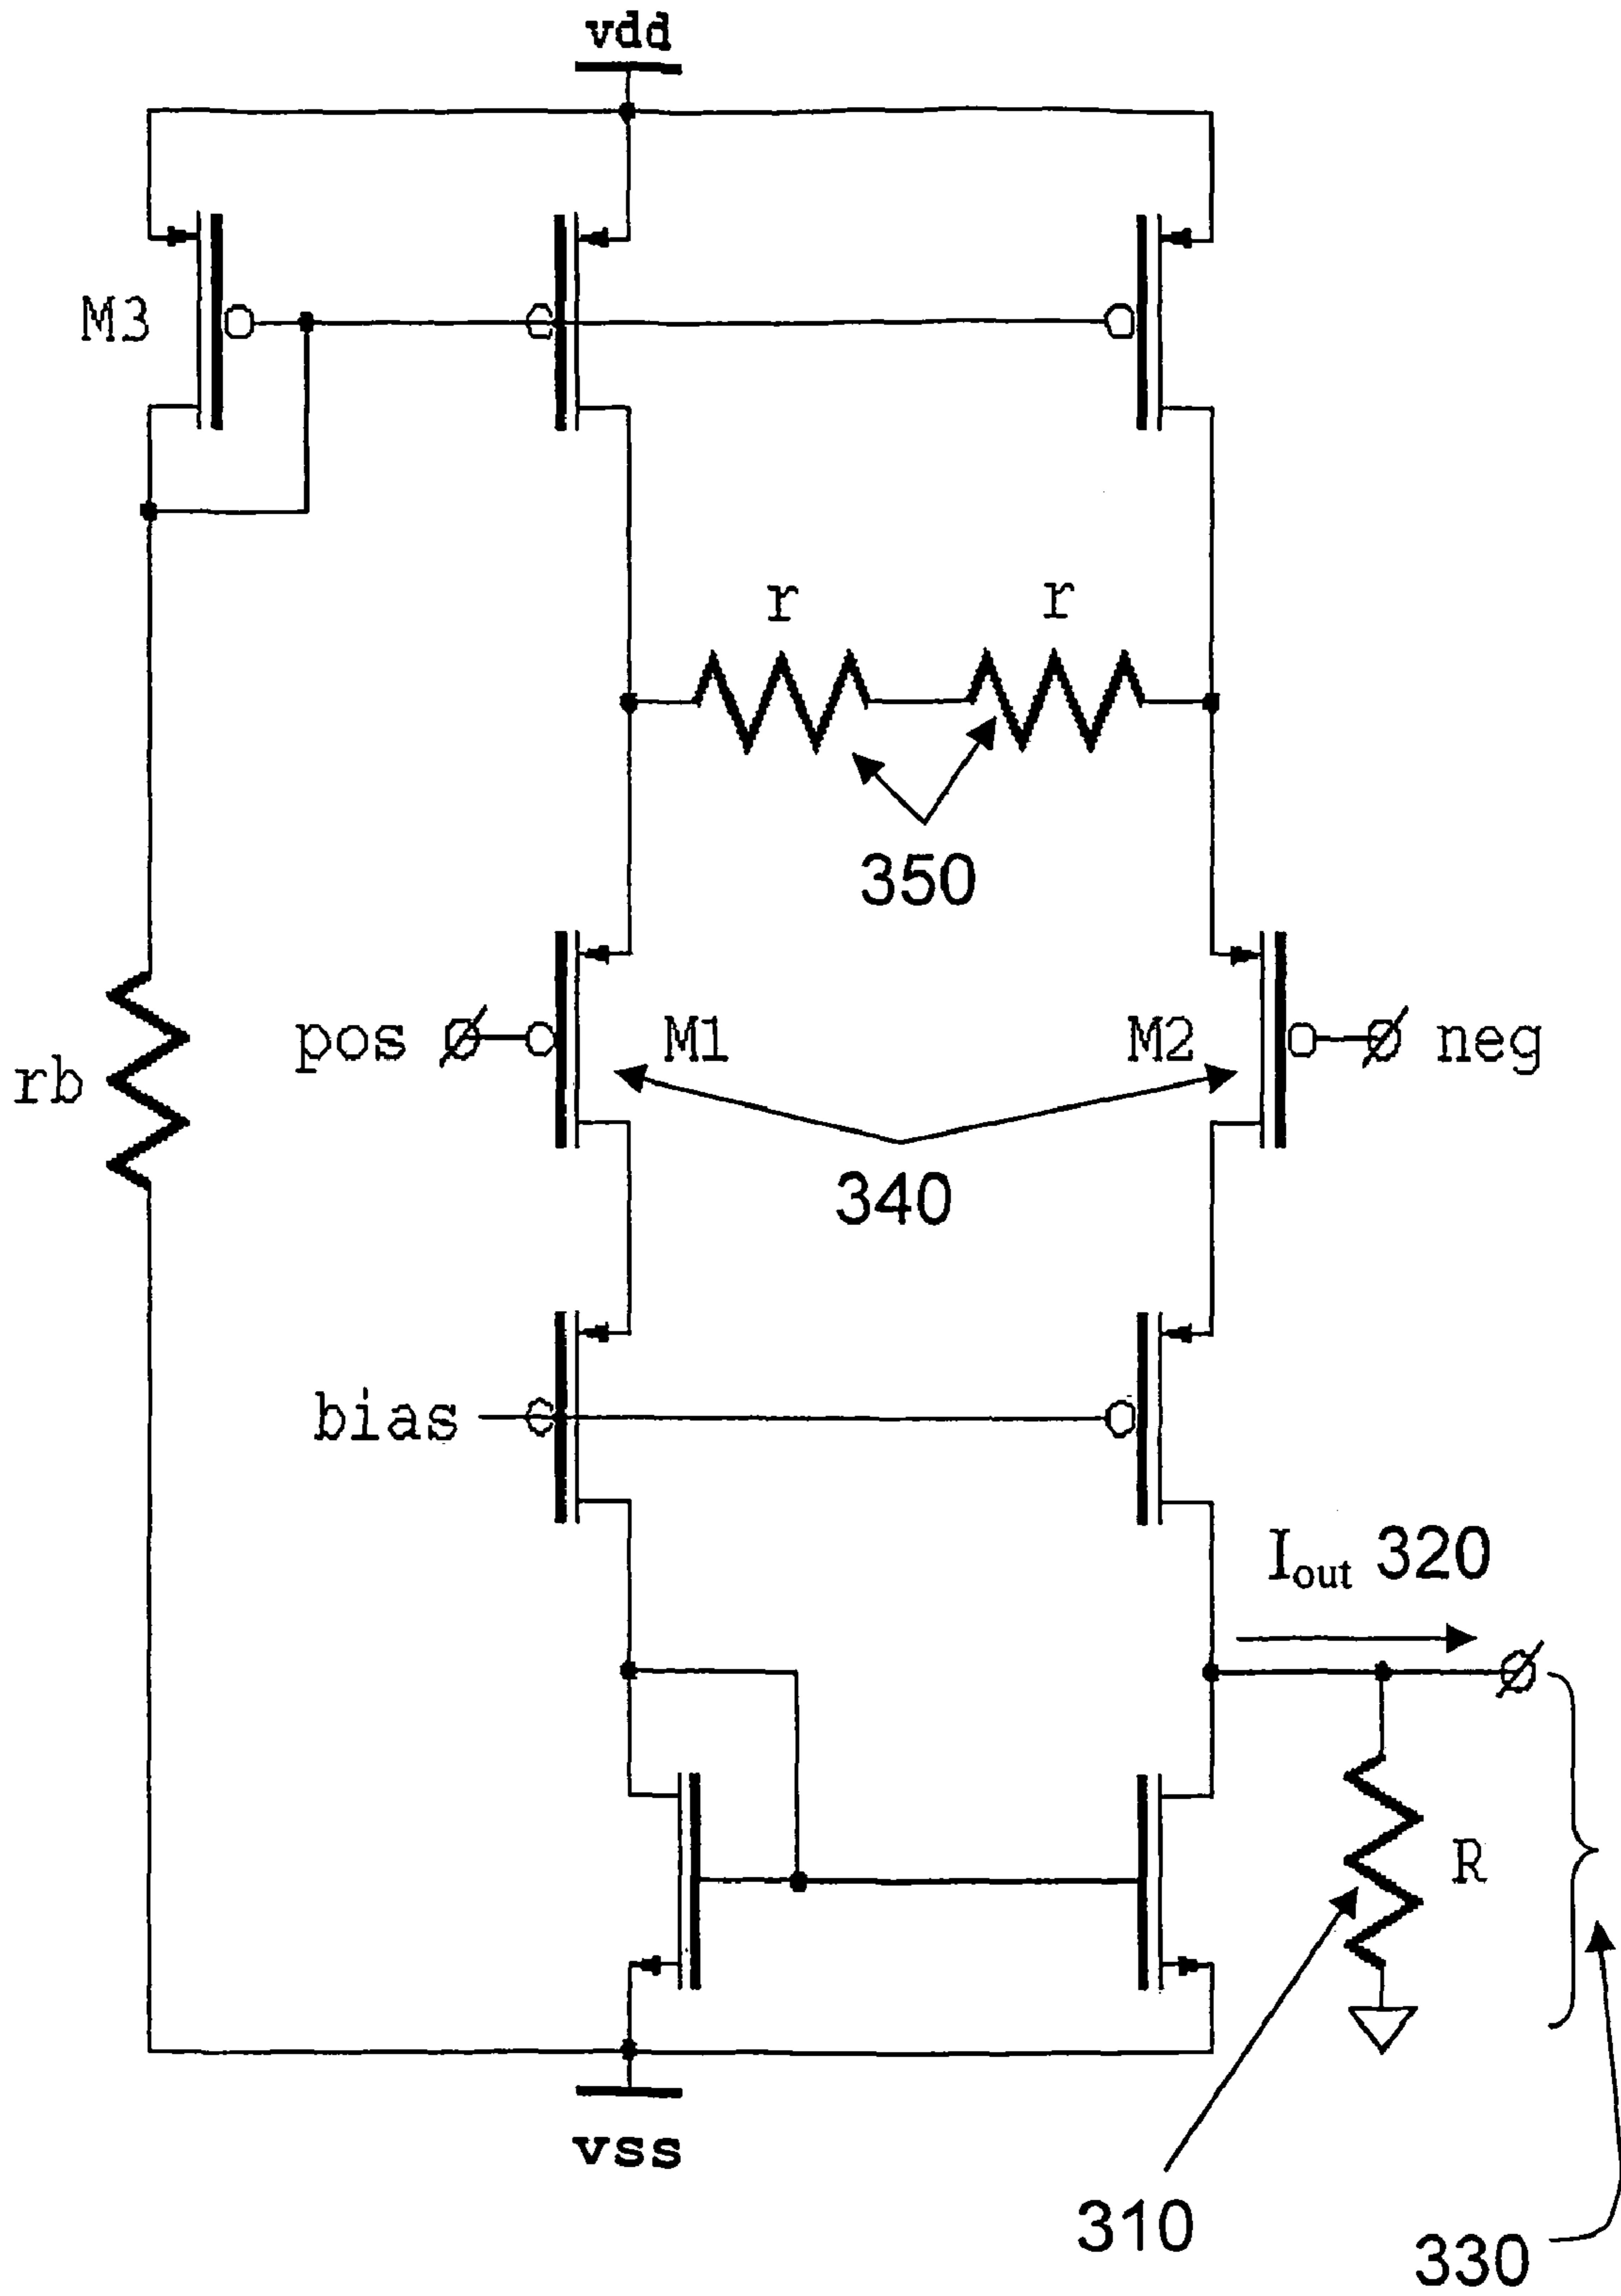 vdd
M3
r r
350
pos M1 M2 neg
rb
340
bias
Iout 320
R
vss
310
330